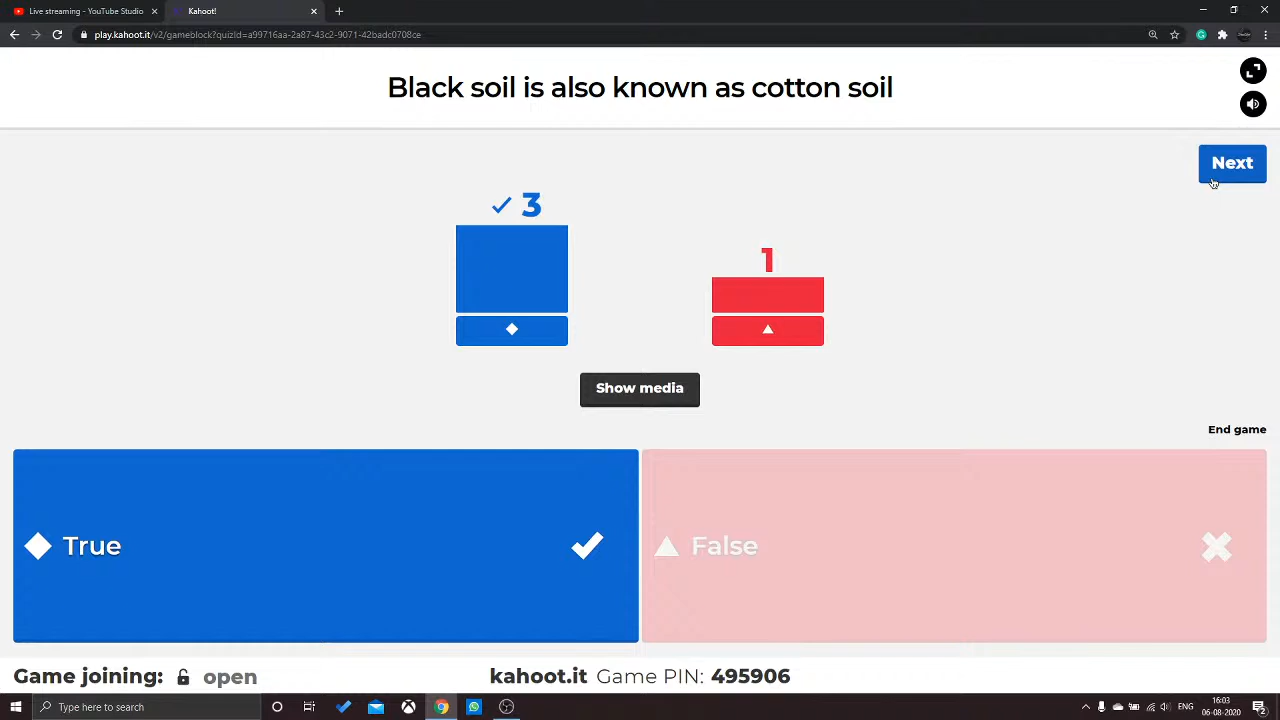 Live streaming - YouTube Studio
Kahoot!
play.kahoot.it/v2/gameblock?quizId=a99716aa-2a87-43c2-9071-42badc0708ce
Black soil is also known as cotton soil
Next
3
1
Show media
End game
True
False
Game joining: open
kahoot.it Game PIN: 495906
Type here to search
ENG
16:03
06-08-2020
2